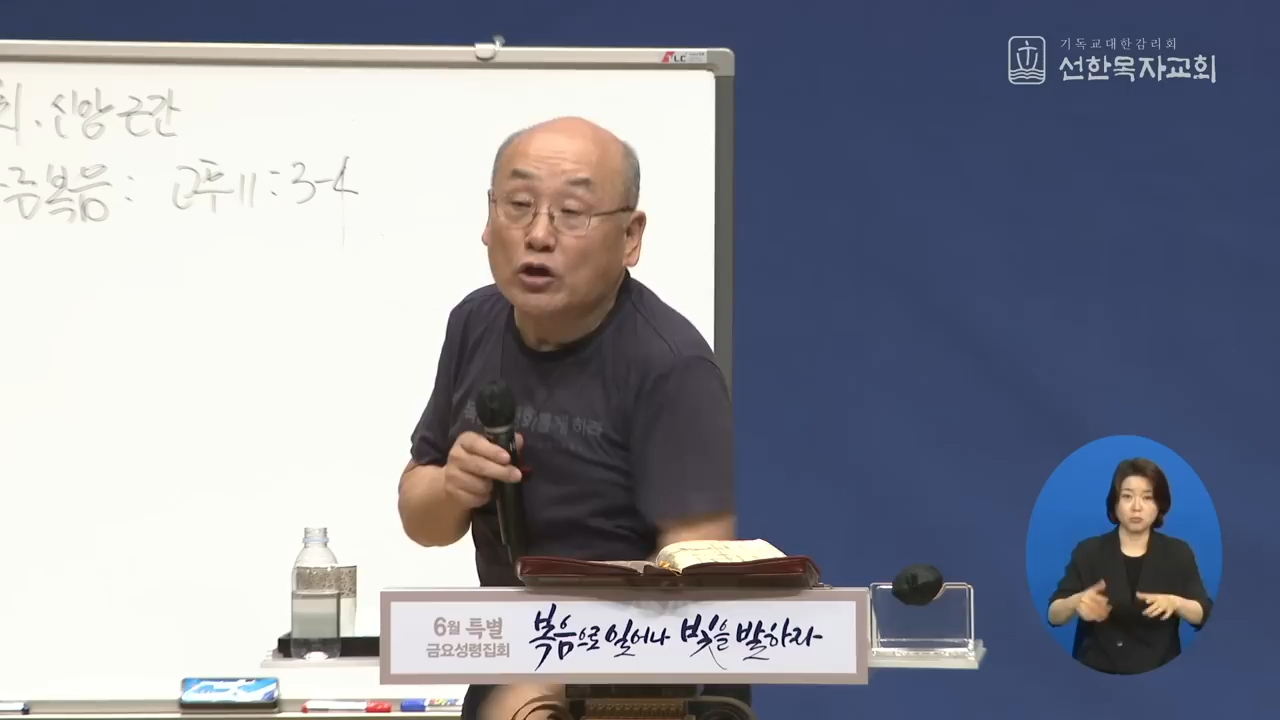 기독교대한감리회
선한목자교회
회. 신앙 근간
복음: 고후 11:3-4
6월 특별
금요성령집회
복음으로 일어나 빛을 발하라